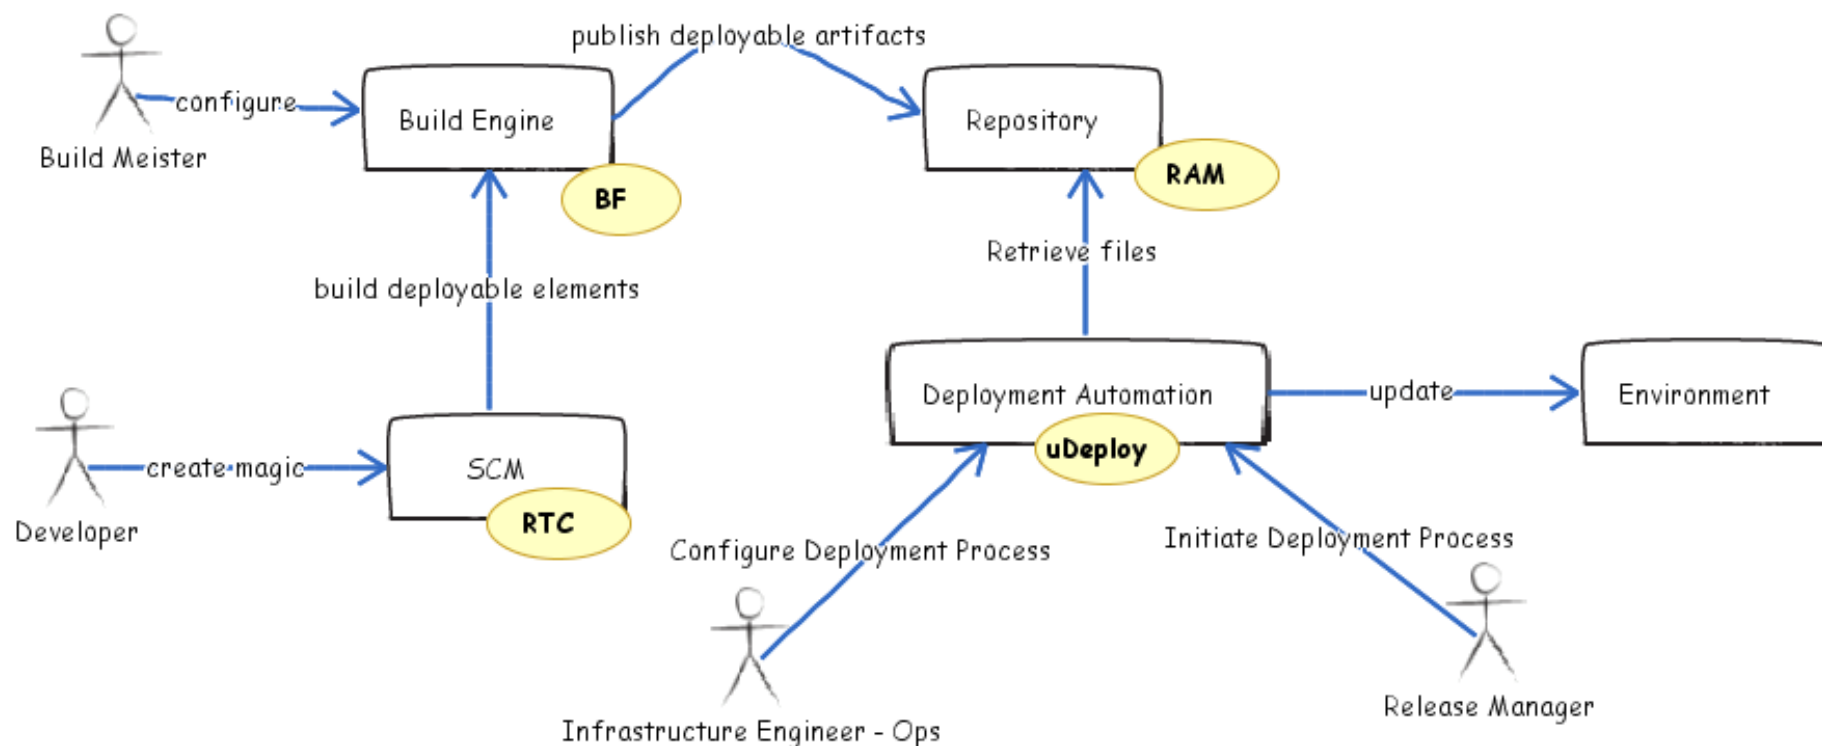 publish deployable artifacts
configure
Build Engine
Repository
Build Meister
BF
RAM
Retrieve files
build deployable elements
Deployment Automation
update
Environment
uDeploy
create magic
SCM
RTC
Developer
Configure Deployment Process
Initiate Deployment Process
Release Manager
Infrastructure Engineer - Ops